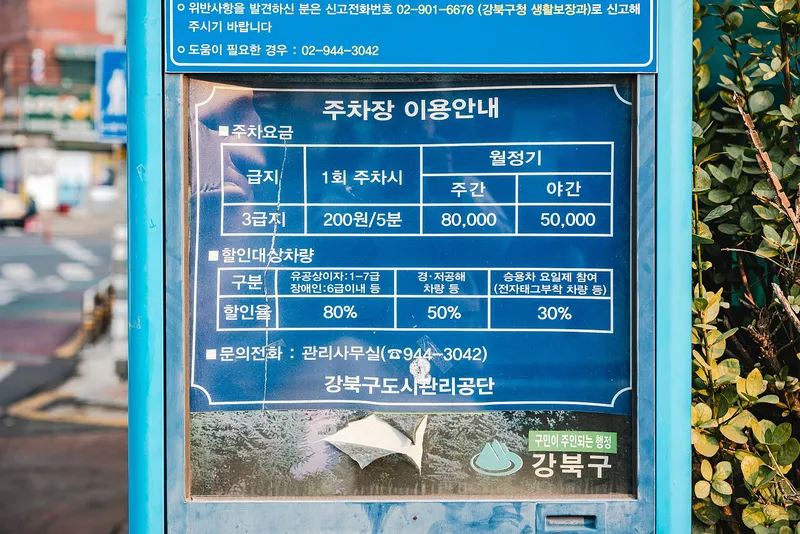 위반사항을 발견하신 분은 신고전화번호 02-901-6676 (강북구청 생활보장과)로 신고해
주시기 바랍니다
도움이 필요한 경우 : 02-944-3042
주차장 이용안내
■주차요금
급지 1회 주차시 월정기
주간 야간
3급지 200원/5분 80,000 50,000
■할인대상차량
구분 유공상이자:1-7급 경·저공해 승용차 요일제 참여
장애인:6급이내 등 차량 등 (전자태그부착 차량 등)
할인율 80% 50% 30%
■문의전화 : 관리사무실(☎944-3042)
강북구도시관리공단
구민이 주인되는 행정
강북구